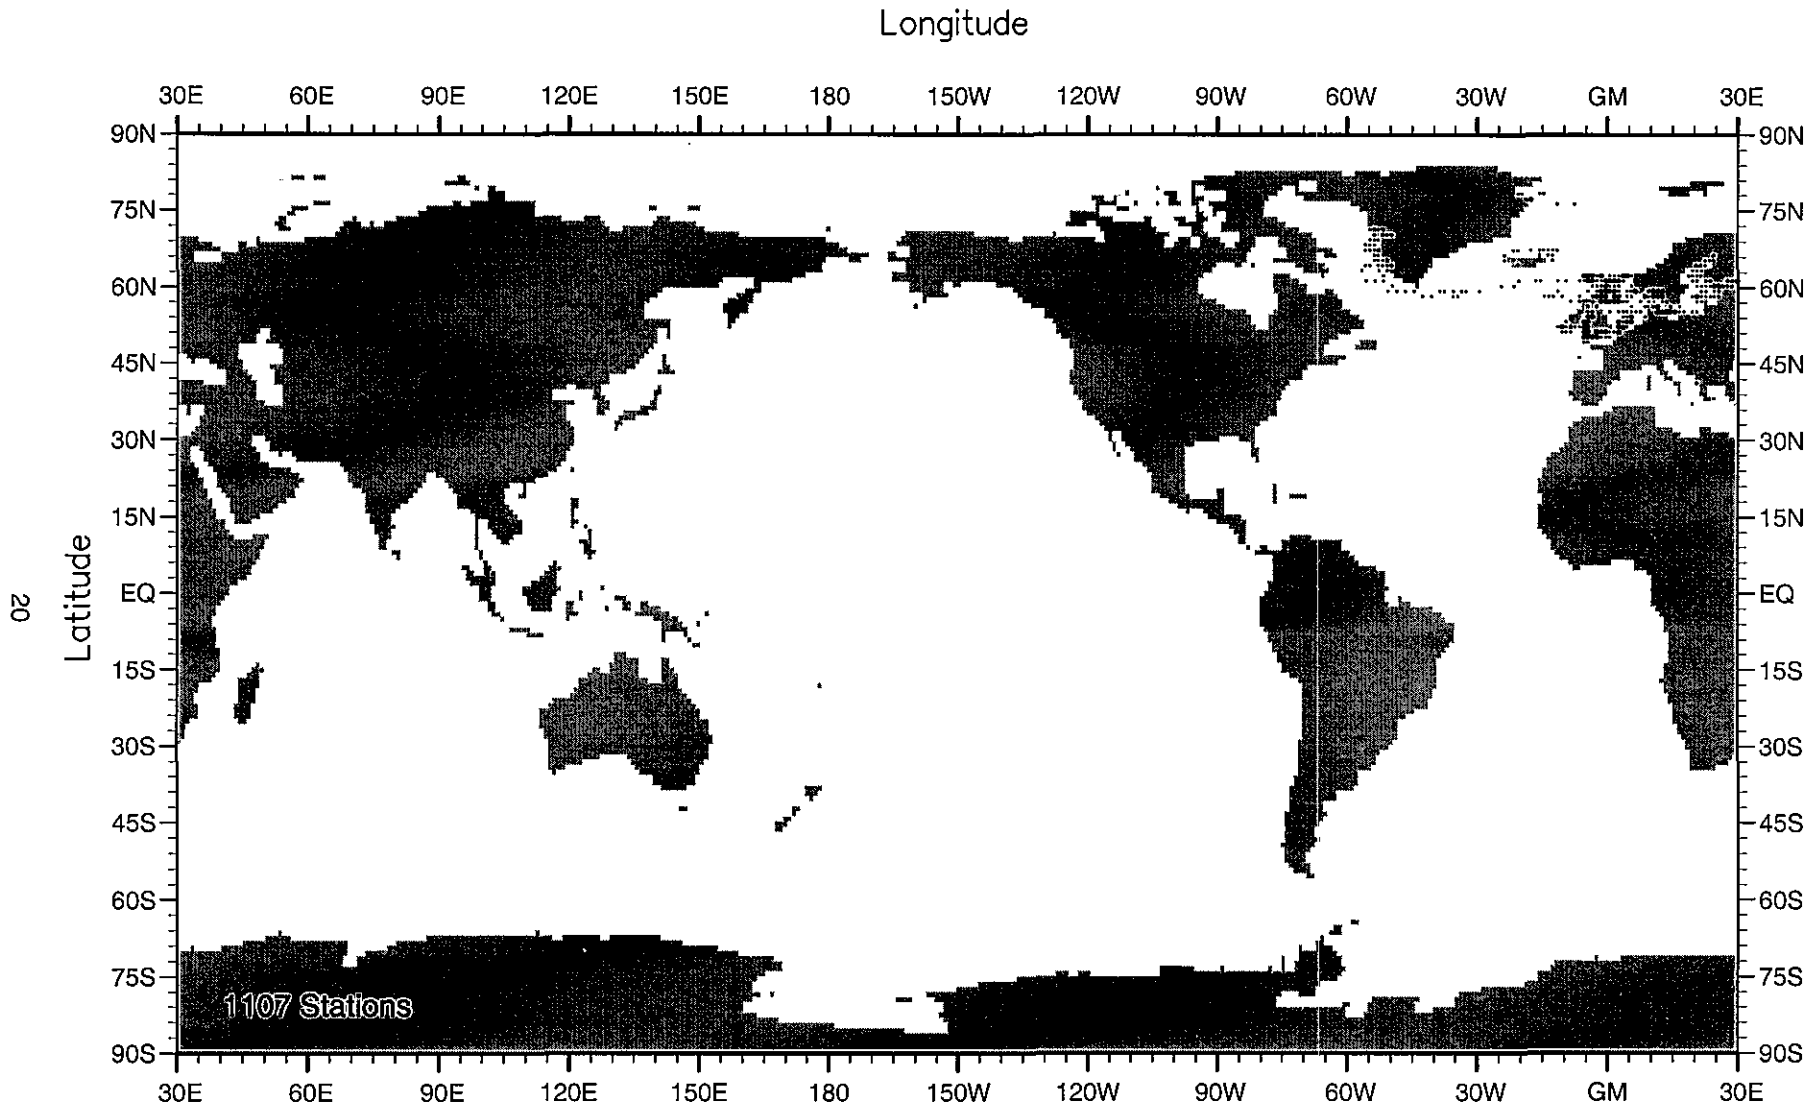 Longitude
30E 60E 90E 120E 150E 180 150W 120W 90W 60W 30W GM 30E
90N 90N
75N 75N
60N 60N
45N 45N
30N 30N
15N 15N
EQ EQ
15S 15S
30S 30S
45S 45S
60S 60S
75S 75S
90S 90S
Latitude
20
1107 Stations
30E 60E 90E 120E 150E 180 150W 120W 90W 60W 30W GM 30E